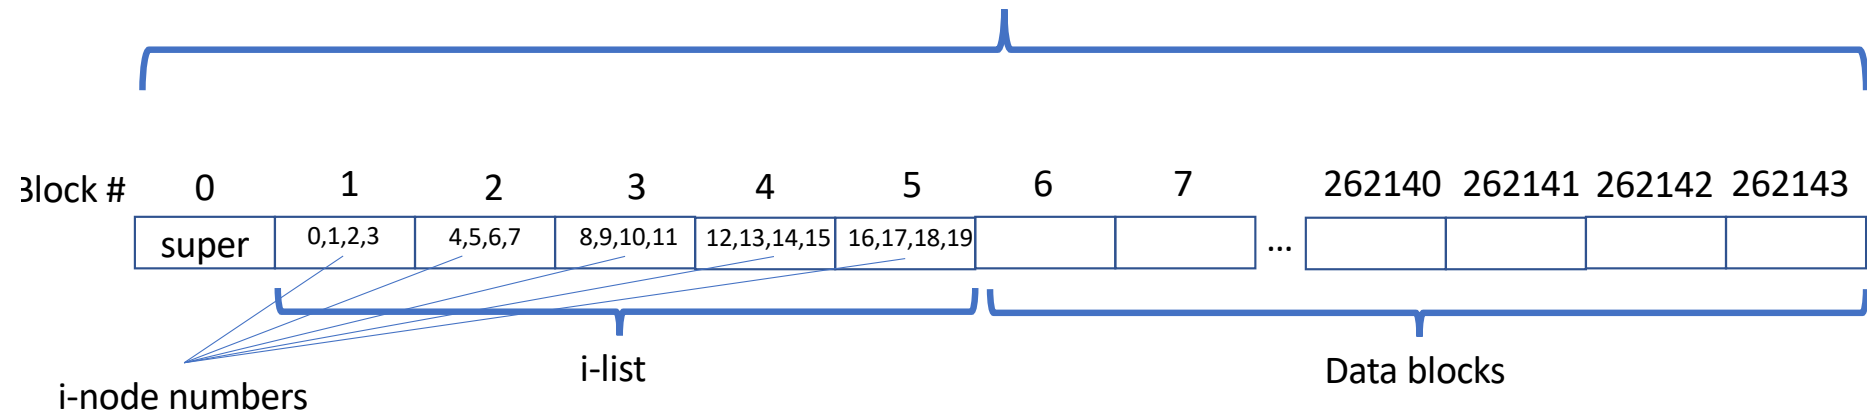 Block # 0 1 2 3 4 5 6 7 262140 262141 262142 262143
super 0,1,2,3 4,5,6,7 8,9,10,11 12,13,14,15 16,17,18,19 ...
i-list Data blocks
i-node numbers